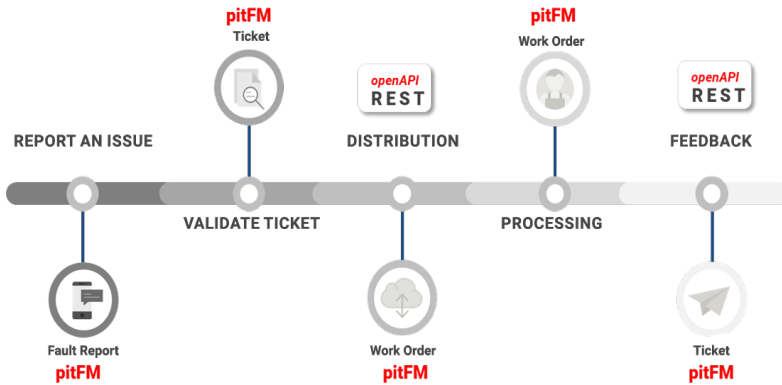 pitFM
Ticket
pitFM
Work Order
openAPI
REST
openAPI
REST
REPORT AN ISSUE
DISTRIBUTION
FEEDBACK
VALIDATE TICKET
PROCESSING
Fault Report
pitFM
Work Order
pitFM
Ticket
pitFM